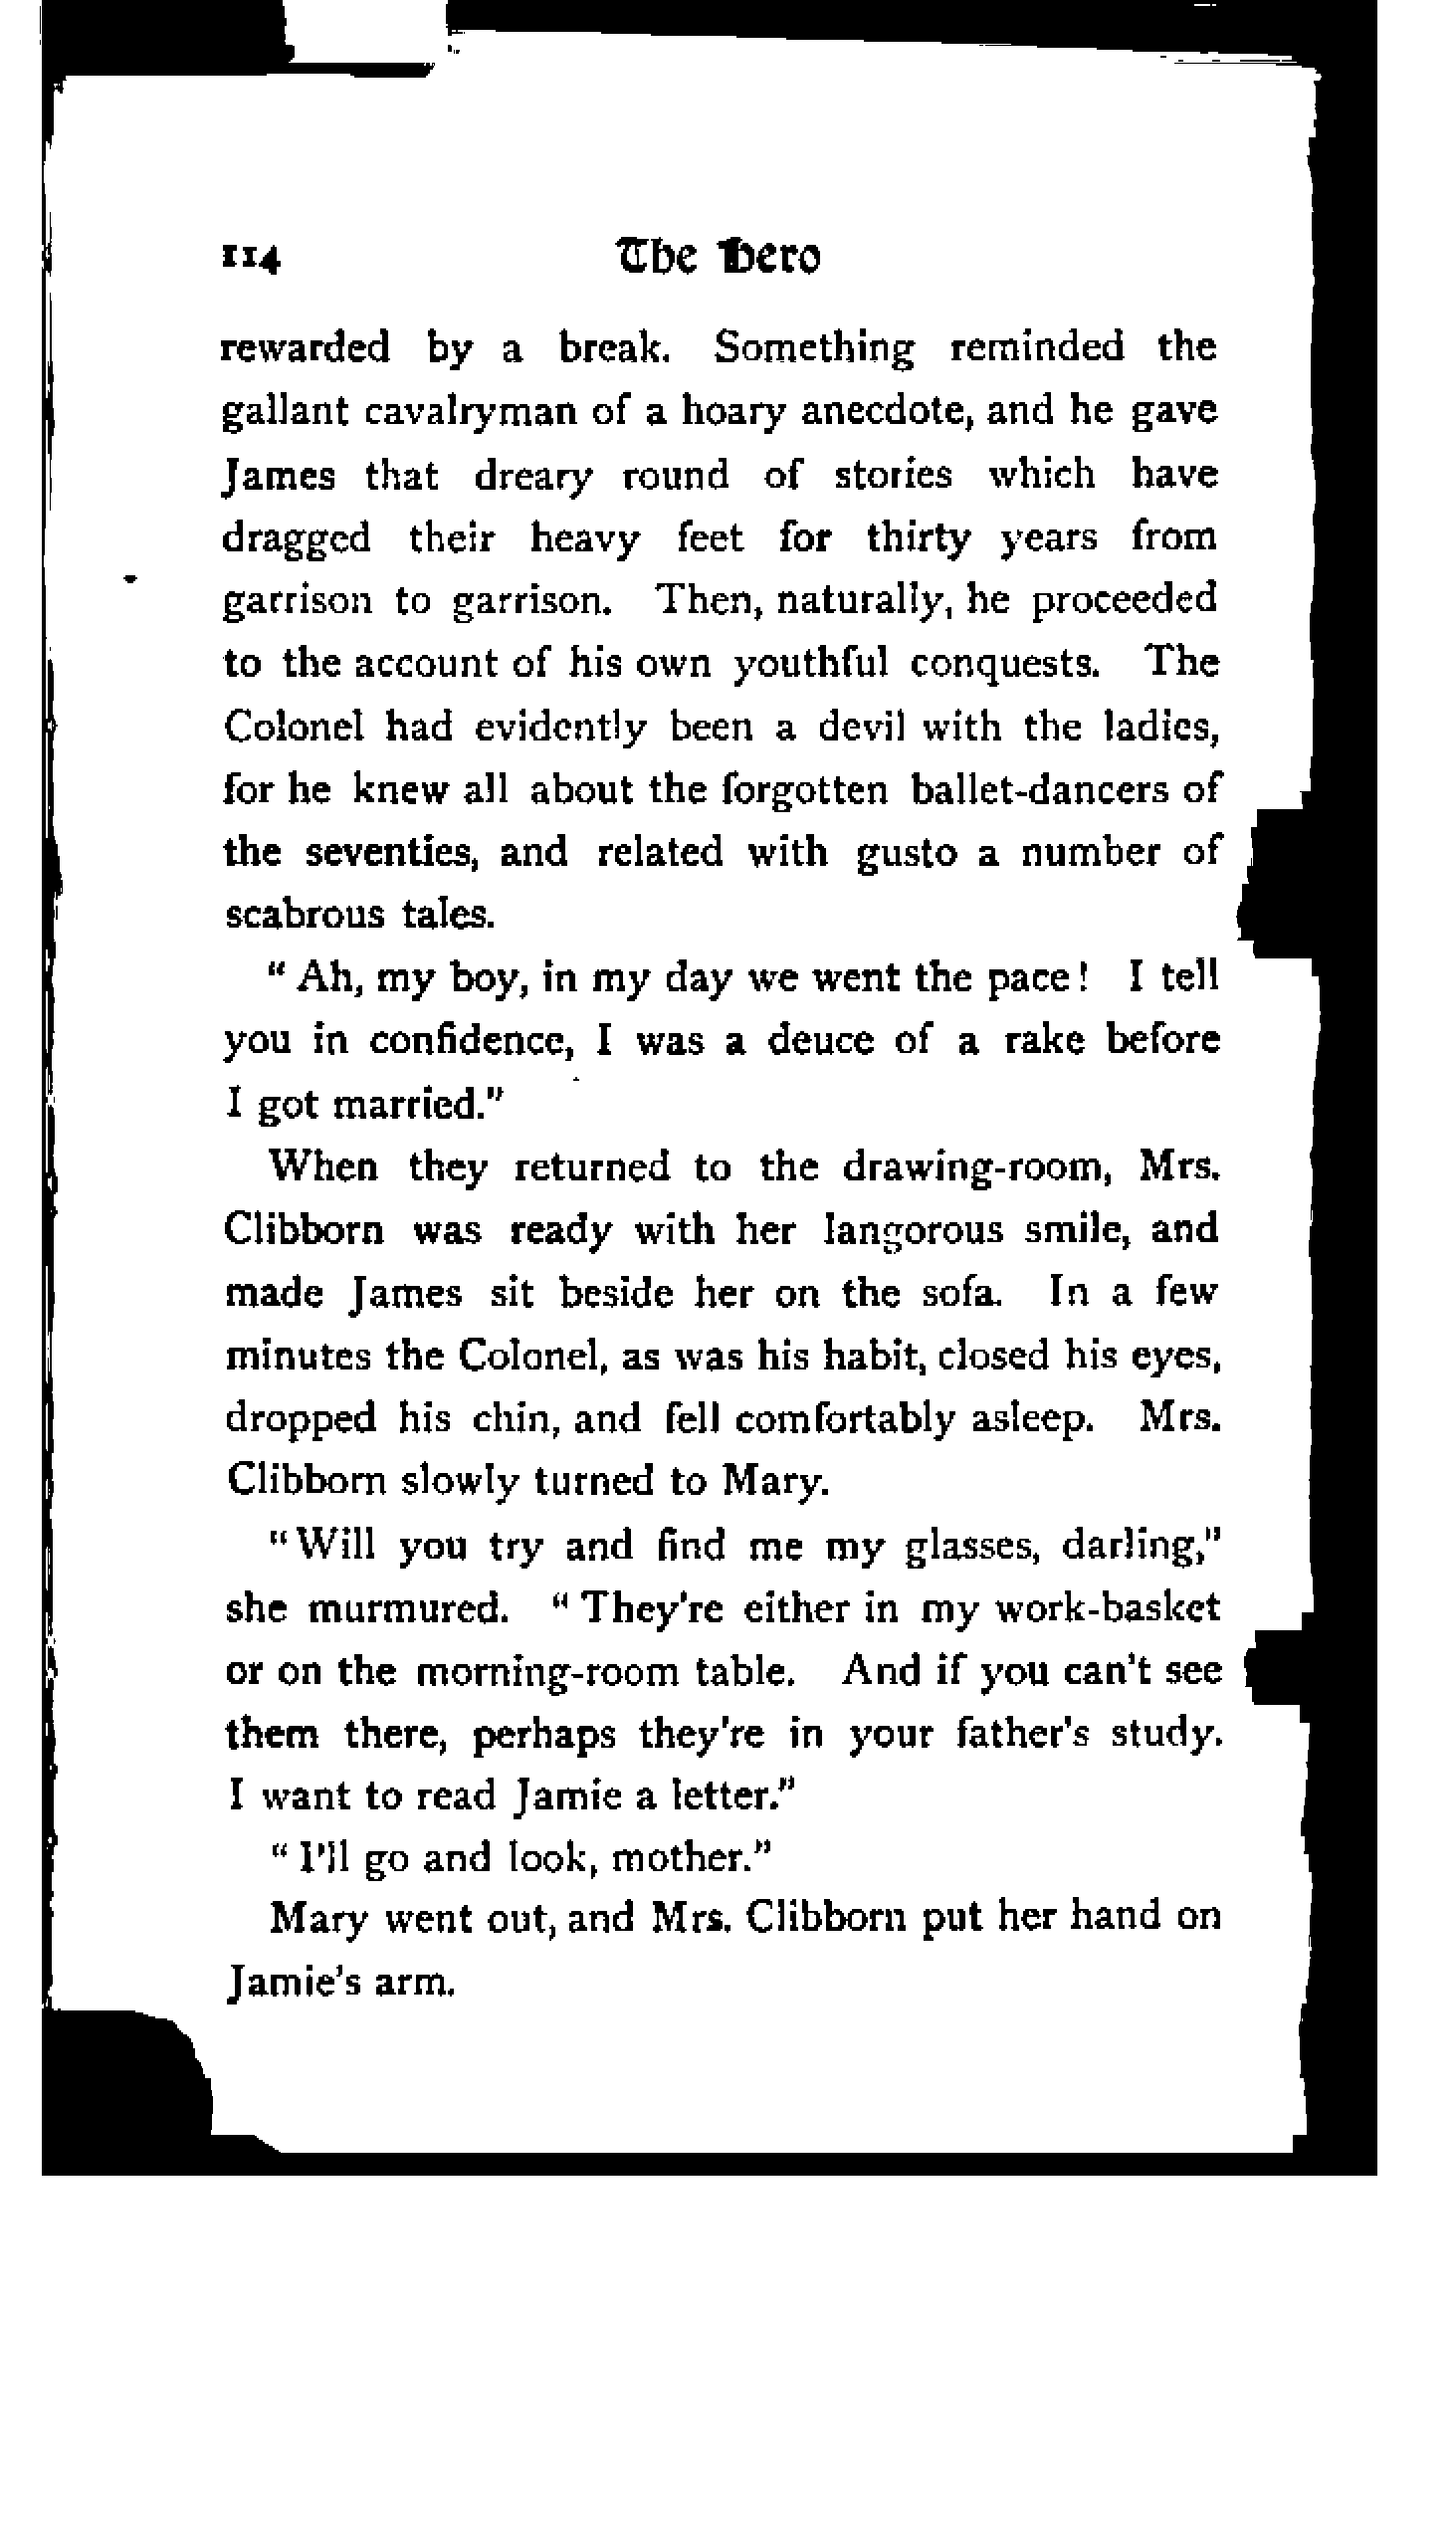 114 The Hero
rewarded by a break. Something reminded the
gallant cavalryman of a hoary anecdote, and he gave
James that dreary round of stories which have
dragged their heavy feet for thirty years from
garrison to garrison. Then, naturally, he proceeded
to the account of his own youthful conquests. The
Colonel had evidently been a devil with the ladies,
for he knew all about the forgotten ballet-dancers of
the seventies, and related with gusto a number of
scabrous tales.
“ Ah, my boy, in my day we went the pace! I tell
you in confidence, I was a deuce of a rake before
I got married.”
When they returned to the drawing-room, Mrs.
Clibborn was ready with her langorous smile, and
made James sit beside her on the sofa. In a few
minutes the Colonel, as was his habit, closed his eyes,
dropped his chin, and fell comfortably asleep. Mrs.
Clibborn slowly turned to Mary.
“Will you try and find me my glasses, darling,”
she murmured. “ They're either in my work-basket
or on the morning-room table. And if you can't see
them there, perhaps they're in your father's study.
I want to read Jamie a letter.”
“ I'll go and look, mother.”
Mary went out, and Mrs. Clibborn put her hand on
Jamie's arm.